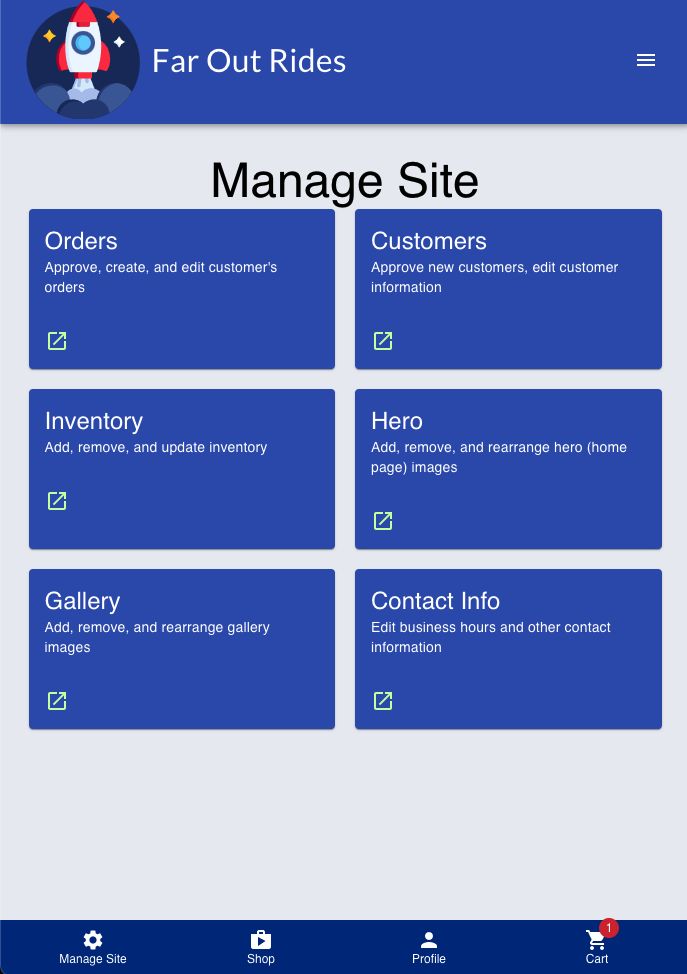 Far Out Rides
Manage Site
Orders
Approve, create, and edit customer's
orders
Customers
Approve new customers, edit customer
information
Inventory
Add, remove, and update inventory
Hero
Add, remove, and rearrange hero (home
page) images
Gallery
Add, remove, and rearrange gallery
images
Contact Info
Edit business hours and other contact
information
Manage Site
Shop
Profile
1
Cart